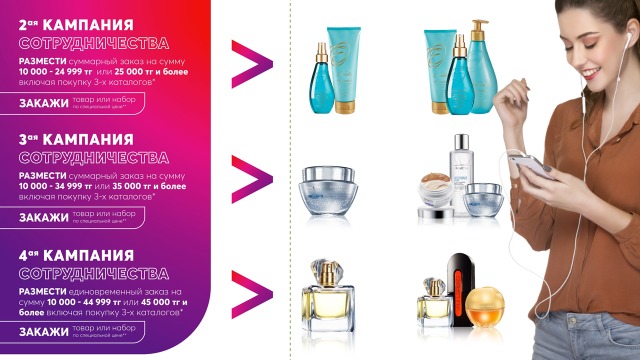 2ая КАМПАНИЯ
СОТРУДНИЧЕСТВА
РАЗМЕСТИ суммарный заказ на сумму
10 000 - 24 999 тг или 25 000 тг и более
включая покупку 3-х каталогов*
ЗАКАЖИ товар или набор
по специальной цене**
3ая КАМПАНИЯ
СОТРУДНИЧЕСТВА
РАЗМЕСТИ суммарный заказ на сумму
10 000 - 34 999 тг или 35 000 тг и более
включая покупку 3-х каталогов*
ЗАКАЖИ товар или набор
по специальной цене**
4ая КАМПАНИЯ
СОТРУДНИЧЕСТВА
РАЗМЕСТИ единовременный заказ на
сумму 10 000 - 44 999 тг или 45 000 тг и
более включая покупку 3-х каталогов*
ЗАКАЖИ товар или набор
по специальной цене**